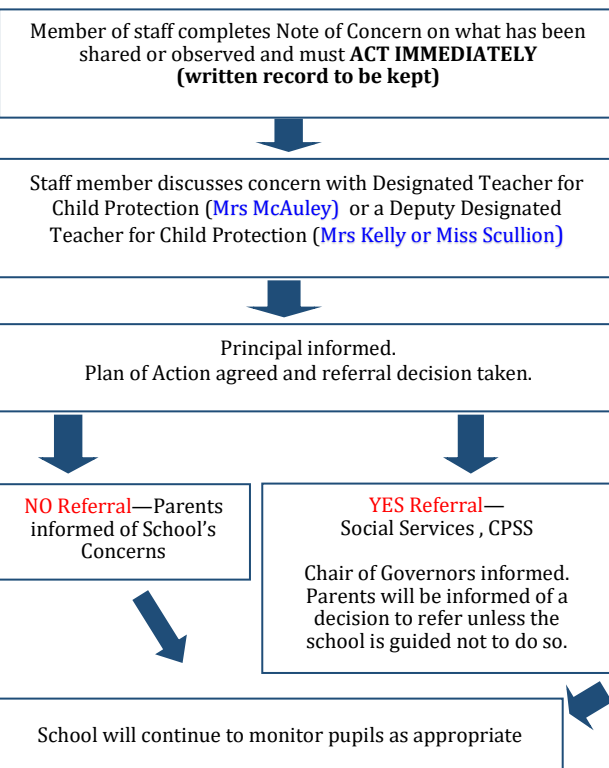 Member of staff completes Note of Concern on what has been
shared or observed and must ACT IMMEDIATELY
(written record to be kept)
Staff member discusses concern with Designated Teacher for
Child Protection (Mrs McAuley) or a Deputy Designated
Teacher for Child Protection (Mrs Kelly or Miss Scullion)
Principal informed.
Plan of Action agreed and referral decision taken.
NO Referral—Parents
informed of School's
Concerns
YES Referral—
Social Services , CPSS
Chair of Governors informed.
Parents will be informed of a
decision to refer unless the
school is guided not to do so.
School will continue to monitor pupils as appropriate